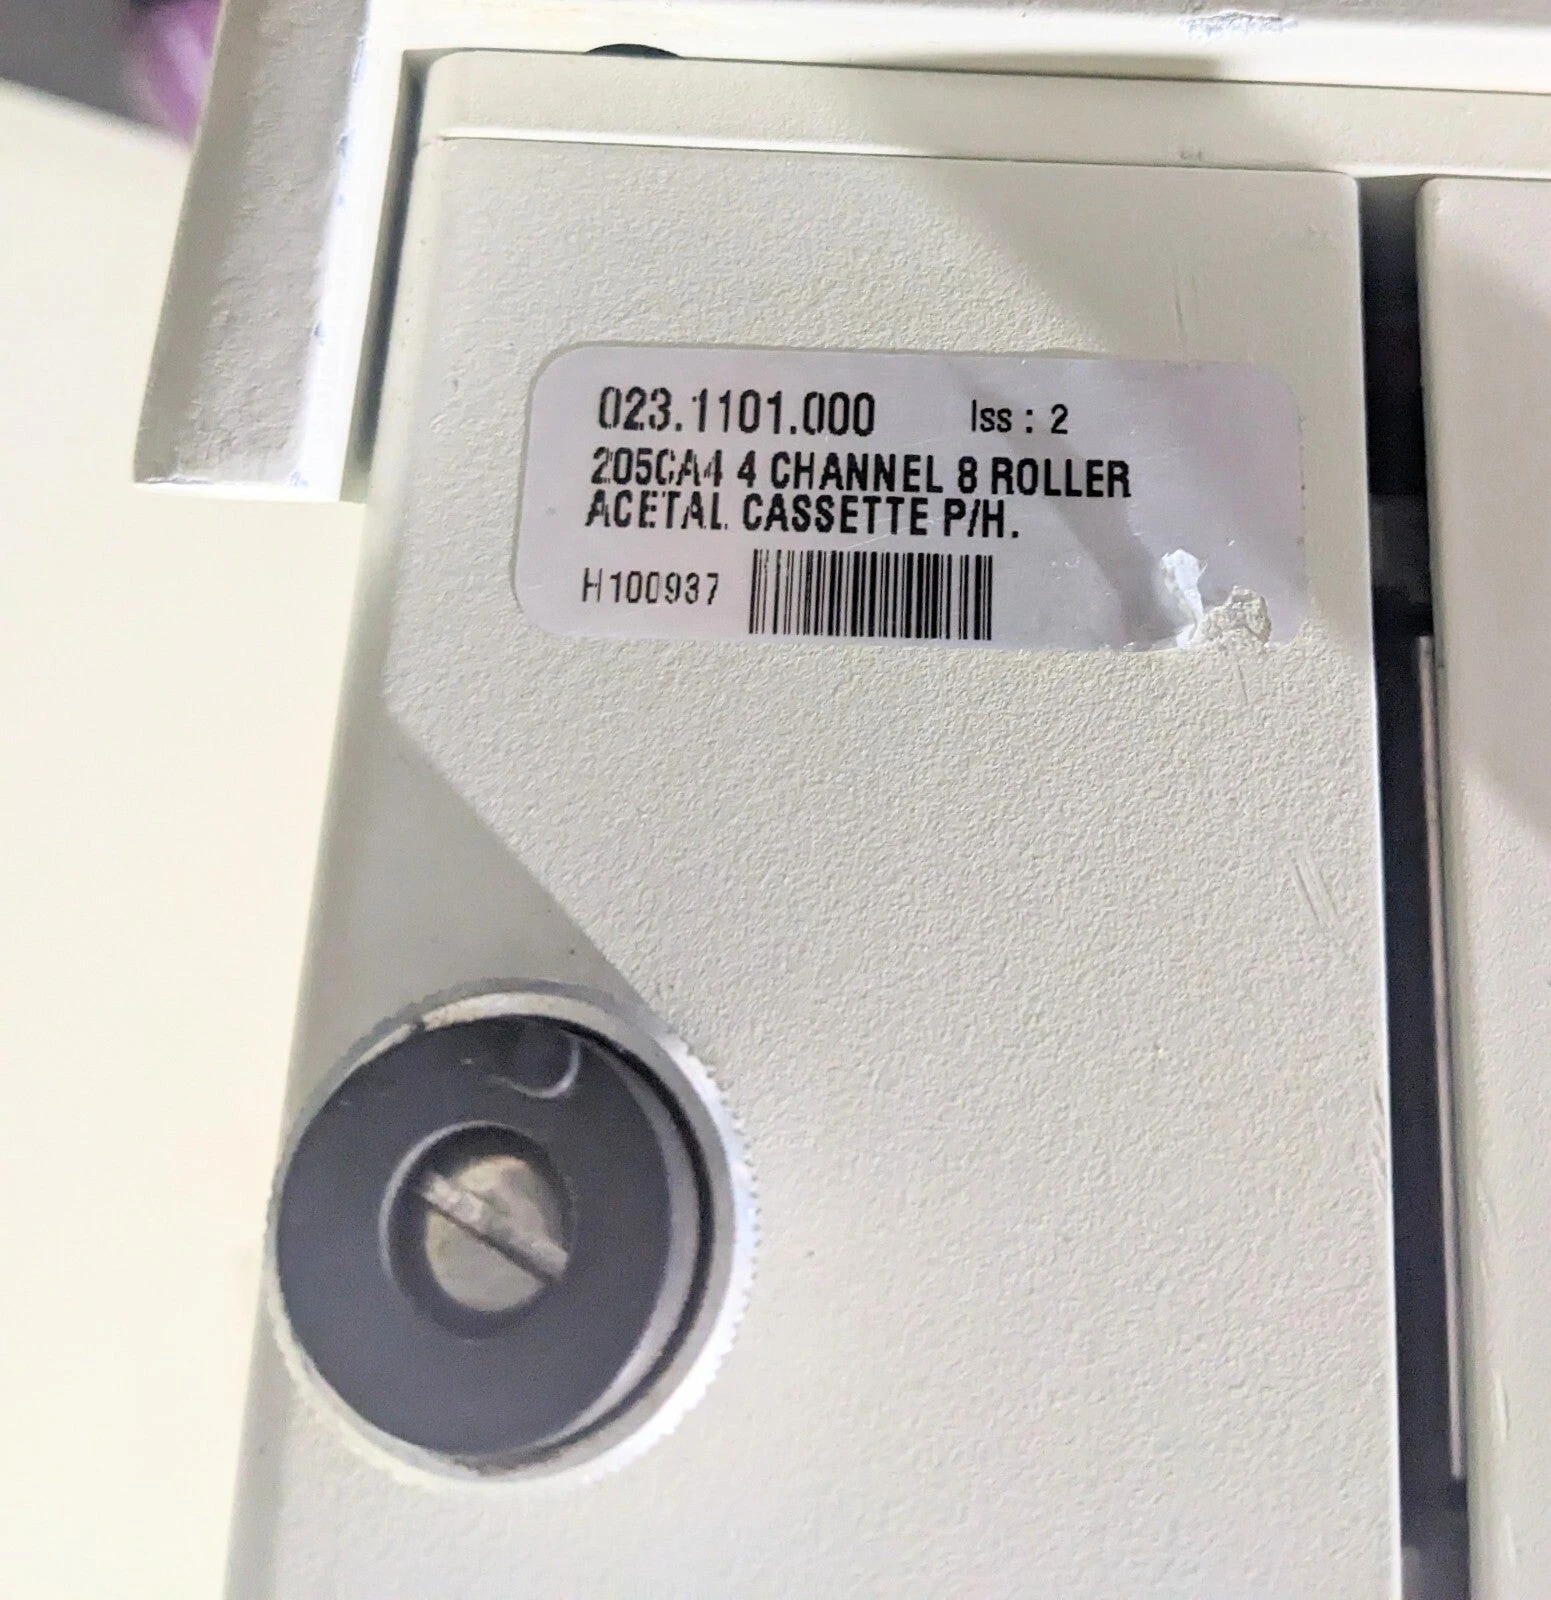 023.1101.000 Iss : 2
205CA4 4 CHANNEL 8 ROLLER
ACETAL CASSETTE P/H.
H100937